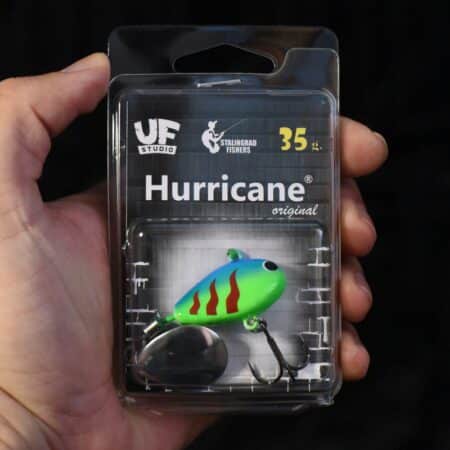 UF
STUDIO
STALINGRAD
FISHERS
35 g.
Hurricane®
original